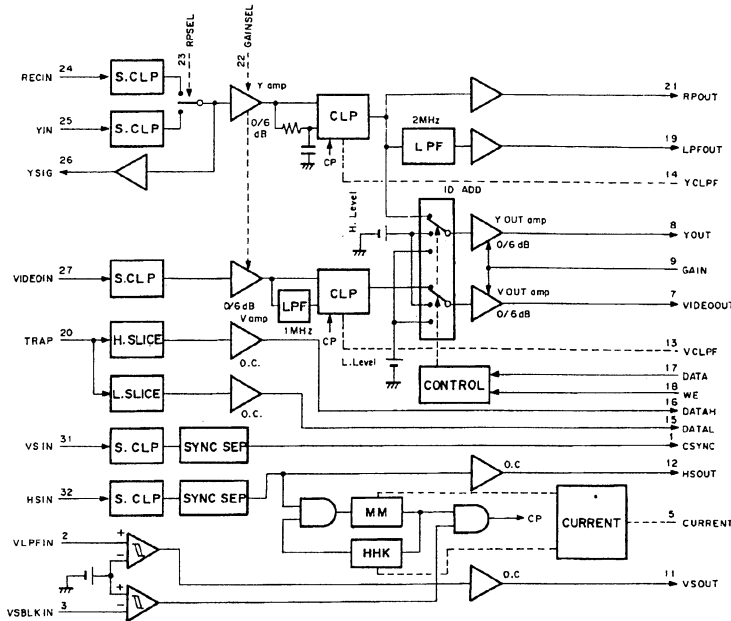 23 RPSEL
22 GAINSEL
RECIN 24
S.CLP
Y amp
0/6 dB
CLP
CP
21 RPOUT
YIN 25
S.CLP
2MHz
LPF
19 LPFOUT
YSIG 26
14 YCLPF
ID ADD
H. Level
Y OUT amp
0/6 dB
8 YOUT
9 GAIN
VIDEOIN 27
S.CLP
0/6 dB
V amp
LPF
1MHz
CLP
CP
V OUT amp
0/6 dB
7 VIDEOOUT
TRAP 20
H.SLICE
O.C.
L.Level
13 VCLPF
CONTROL
17 DATA
18 WE
16 DATAH
L.SLICE
O.C.
15 DATAL
VSIN 31
S. CLP
SYNC SEP
1 CSYNC
HSIN 32
S. CLP
SYNC SEP
O.C
12 HSOUT
MM
HHK
CP
CURRENT
5 CURRENT
VLPFIN 2
+
−
O.C
11 VSOUT
VSBLKIN 3
+
−